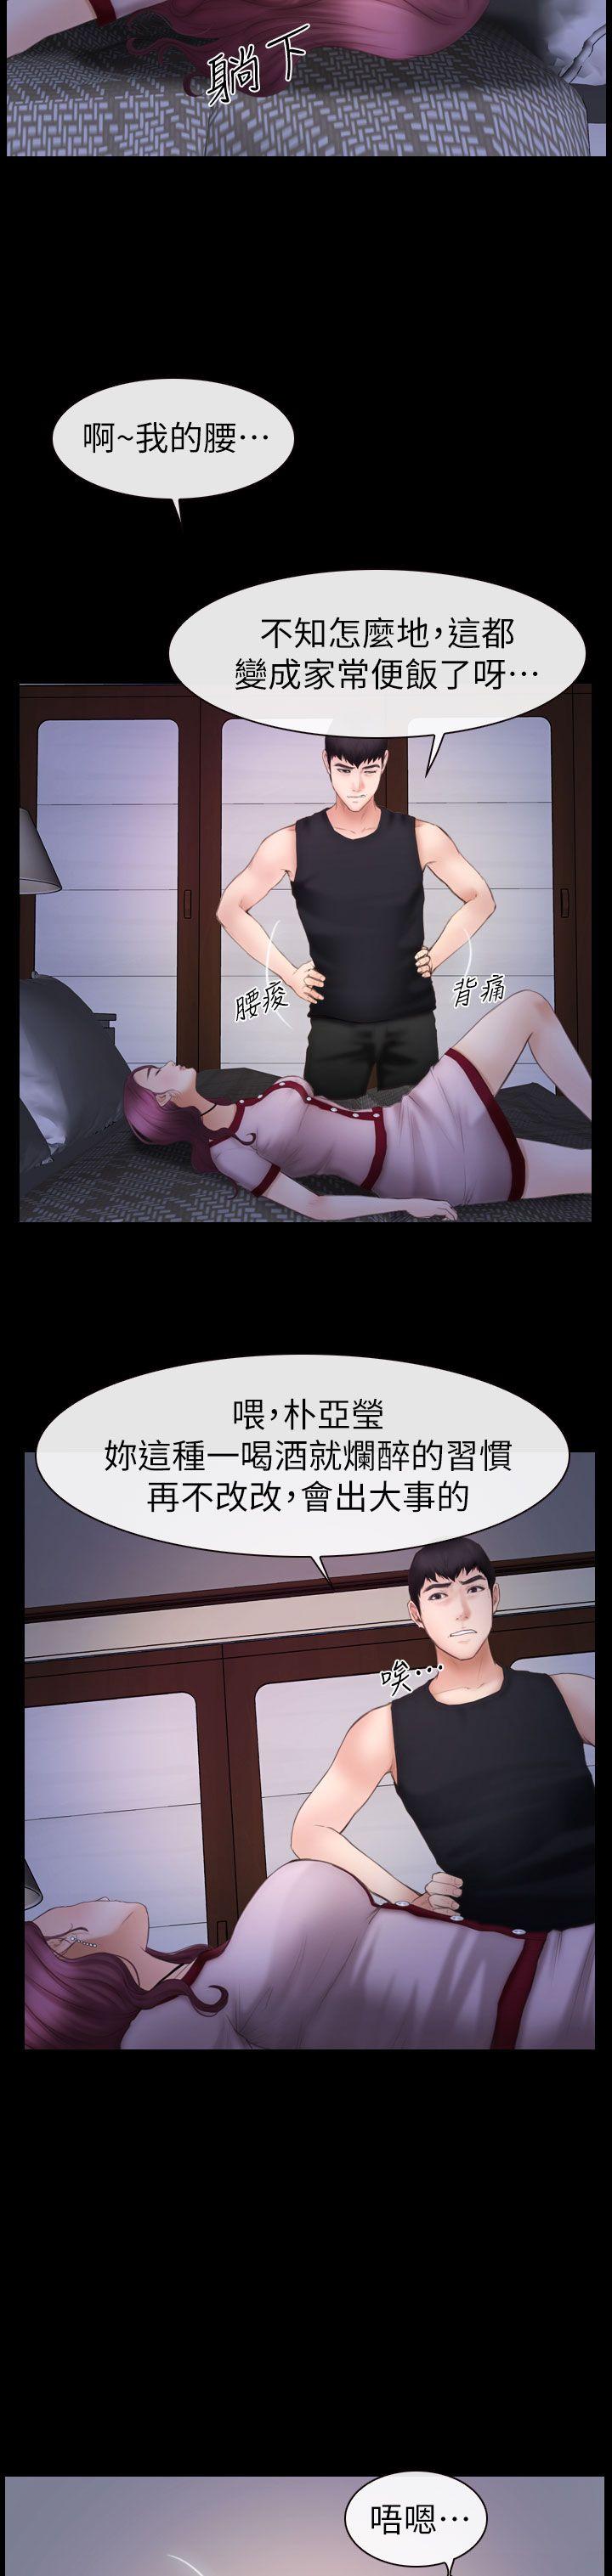 躺下
啊~我的腰⋯
不知怎麼地，這都
變成家常便飯了呀⋯
腰痠
背痛
喂，朴亞瑩
妳這種一喝酒就爛醉的習慣
再不改改，會出大事的
唉⋯
唔嗯⋯